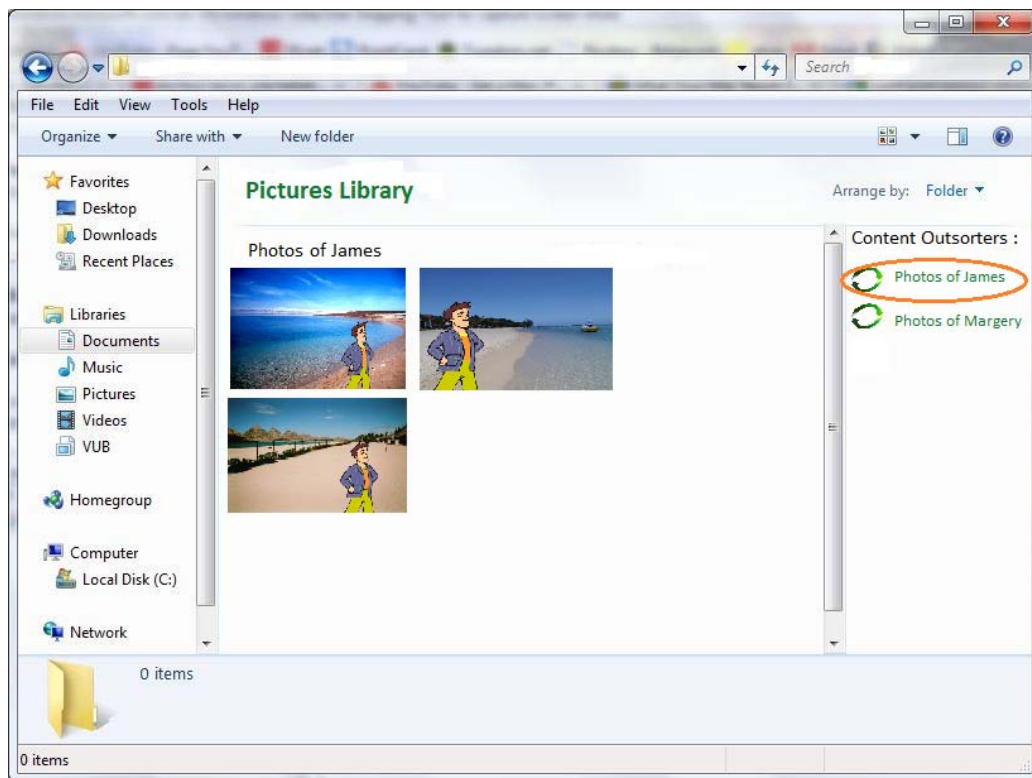 Search
File Edit View Tools Help
Organize Share with New folder
Favorites
Desktop
Downloads
Recent Places
Libraries
Documents
Music
Pictures
Videos
VUB
Homegroup
Computer
Local Disk (C:)
Network
Pictures Library
Arrange by: Folder
Photos of James
Content Outsorters :
Photos of James
Photos of Margery
0 items
0 items